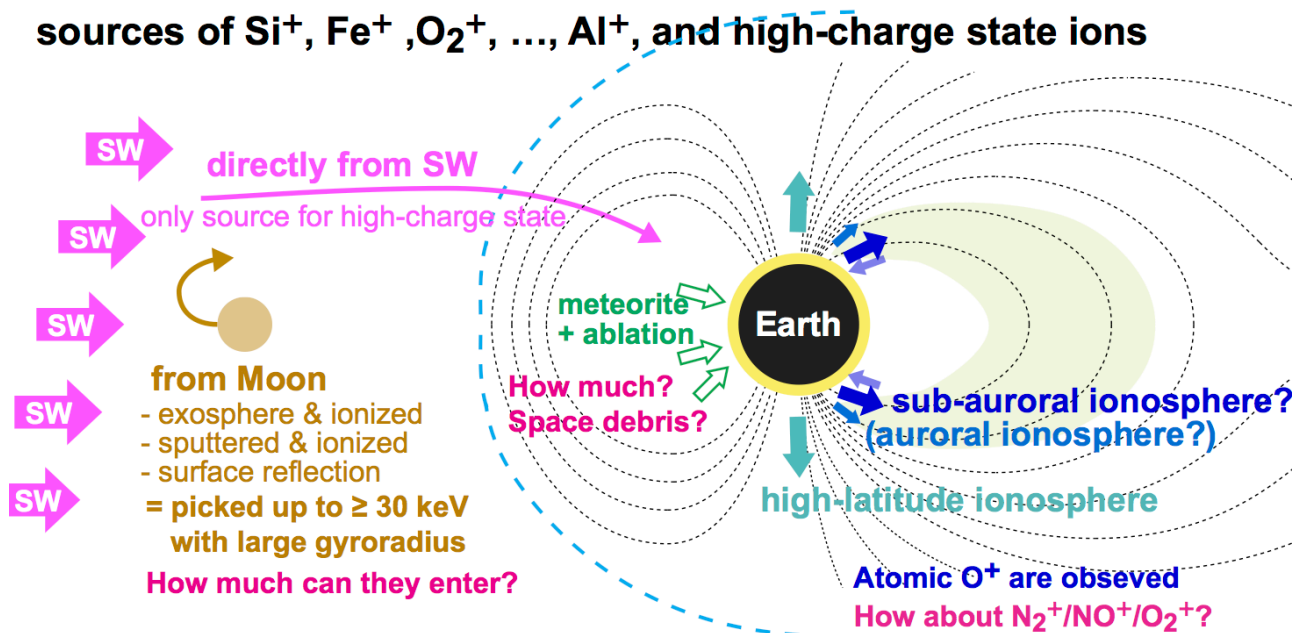 sources of Si⁺, Fe⁺ ,O₂⁺, ..., Al⁺, and high-charge state ions
SW
directly from SW
only source for high-charge state
SW
SW
SW
SW
from Moon
- exosphere & ionized
- sputtered & ionized
- surface reflection
= picked up to ≥ 30 keV
with large gyroradius
How much can they enter?
meteorite
+ ablation
How much?
Space debris?
Earth
sub-auroral ionosphere?
(auroral ionosphere?)
high-latitude ionosphere
Atomic O⁺ are obseved
How about N₂⁺/NO⁺/O₂⁺?